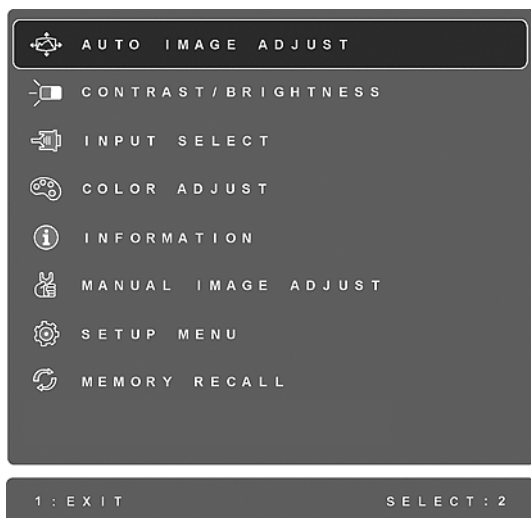 AUTO IMAGE ADJUST
CONTRAST/BRIGHTNESS
INPUT SELECT
COLOR ADJUST
INFORMATION
MANUAL IMAGE ADJUST
SETUP MENU
MEMORY RECALL
1:EXIT SELECT:2